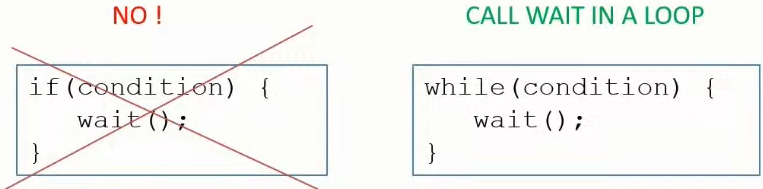 NO !
CALL WAIT IN A LOOP
if(condition) {
wait();
}
while(condition) {
wait();
}